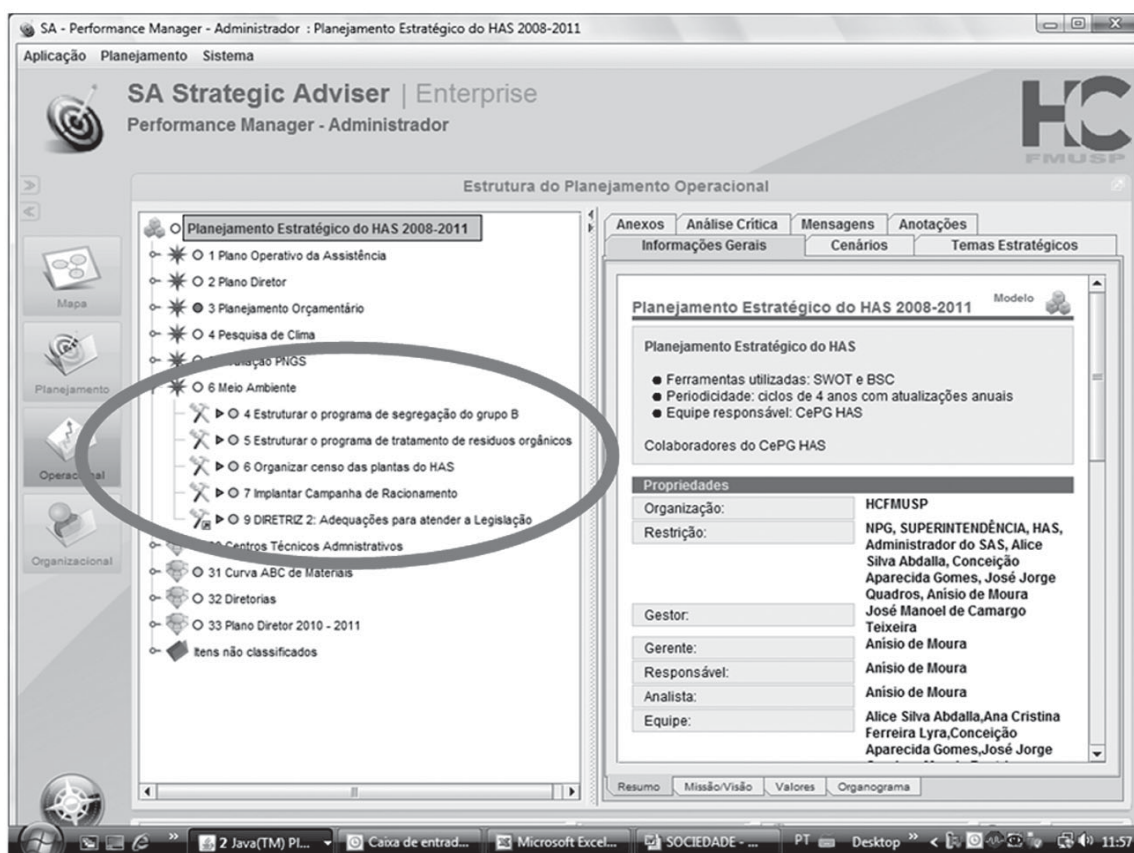 SA - Performance Manager - Administrador : Planejamento Estratégico do HAS 2008-2011
Aplicação Planejamento Sistema
SA Strategic Adviser | Enterprise
Performance Manager - Administrador
HC
FMUSP
Estrutura do Planejamento Operacional
Mapa
Planejamento
Operacional
Organizacional
Planejamento Estratégico do HAS 2008-2011
1 Plano Operativo da Assistência
2 Plano Diretor
3 Planejamento Orçamentário
4 Pesquisa de Clima
PNGS
6 Meio Ambiente
4 Estruturar o programa de segregação do grupo B
5 Estruturar o programa de tratamento de residuos orgânicos
6 Organizar censo das plantas do HAS
7 Implantar Campanha de Racionamento
9 DIRETRIZ 2: Adequações para atender a Legislação
Centros Técnicos Admnistrativos
31 Curva ABC de Materiais
32 Diretorias
33 Plano Diretor 2010 - 2011
Itens não classificados
Anexos Análise Crítica Mensagens Anotações
Informações Gerais Cenários Temas Estratégicos
Planejamento Estratégico do HAS 2008-2011 Modelo
Planejamento Estratégico do HAS
● Ferramentas utilizadas: SWOT e BSC
● Periodicidade: ciclos de 4 anos com atualizações anuais
● Equipe responsável: CePG HAS
Colaboradores do CePG HAS
Propriedades
Organização: HCFMUSP
Restrição: NPG, SUPERINTENDÊNCIA, HAS,
Administrador do SAS, Alice
Silva Abdalla, Conceição
Aparecida Gomes, José Jorge
Quadros, Anisio de Moura
Gestor: José Manoel de Camargo
Teixeira
Gerente: Anísio de Moura
Responsável: Anisio de Moura
Analista: Anisio de Moura
Equipe: Alice Silva Abdalla,Ana Cristina
Ferreira Lyra,Conceição
Aparecida Gomes,José Jorge
Resumo Missão/Visão Valores Organograma
2 Java(TM) Pl... Caixa de entrad... Microsoft Excel... SOCIEDADE - ... PT Desktop 11:57